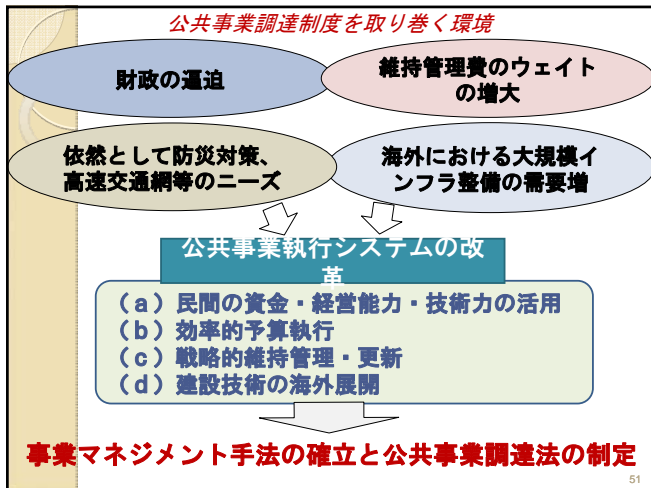 公共事業調達制度を取り巻く環境
財政の逼迫
維持管理費のウェイト
の増大
依然として防災対策、
高速交通網等のニーズ
海外における大規模イ
ンフラ整備の需要増
公共事業執行システムの改
革
（ａ）民間の資金・経営能力・技術力の活用
（ｂ）効率的予算執行
（ｃ）戦略的維持管理・更新
（ｄ）建設技術の海外展開
事業マネジメント手法の確立と公共事業調達法の制定
51